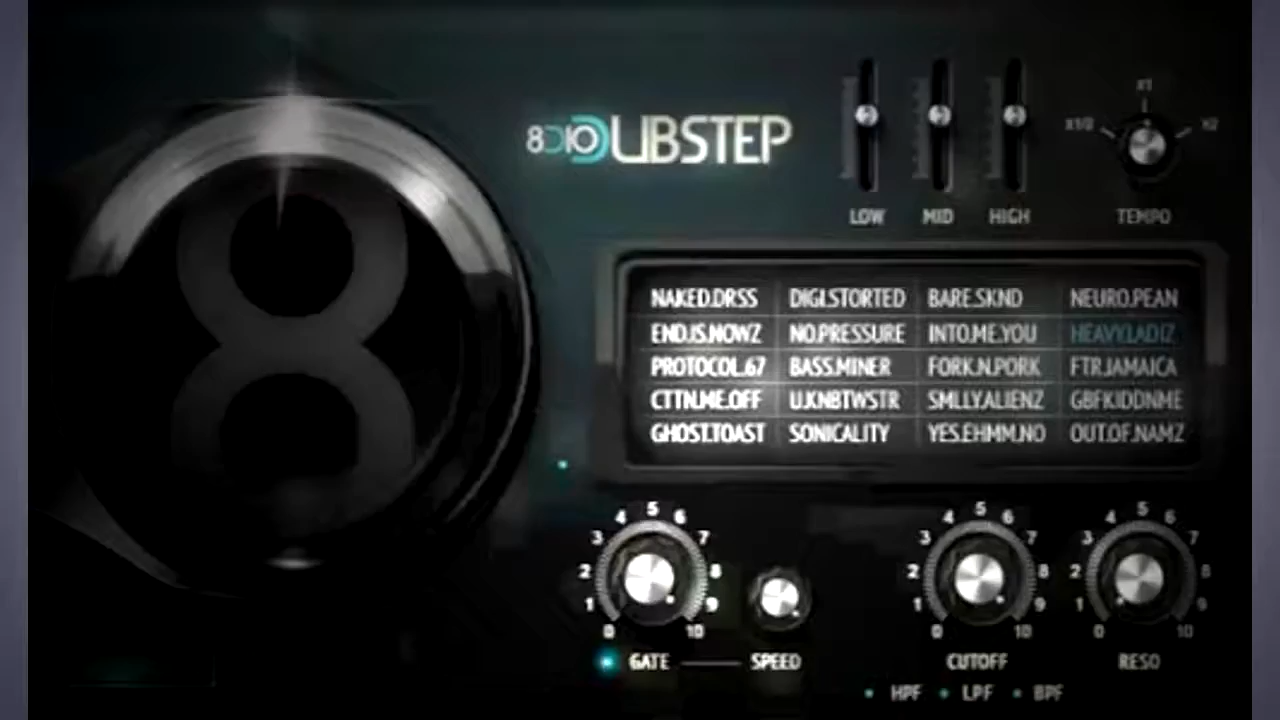 8
8DIO DUBSTEP
LOW MID HIGH
X1/2 X1 X2
TEMPO
NAKED.DRSS DIGI.STORTED BARE.SKND NEURO.PEAN
END.IS.NOWZ NO.PRESSURE INTO.ME.YOU HEAVY.LADIZ
PROTOCOL.67 BASS.MINER FORK.N.PORK FTR.JAMAICA
CTTN.ME.OFF U.KNBTWSTR SMLLY.ALIENZ GBFKIDDNME
GHOST.TOAST SONICALITY YES.EHMM.NO OUT.OF.NAMZ
0 1 2 3 4 5 6 7 8 9 10
GATE SPEED
0 1 2 3 4 5 6 7 8 9 10
CUTOFF
0 1 2 3 4 5 6 7 8 9 10
RESO
HPF LPF BPF